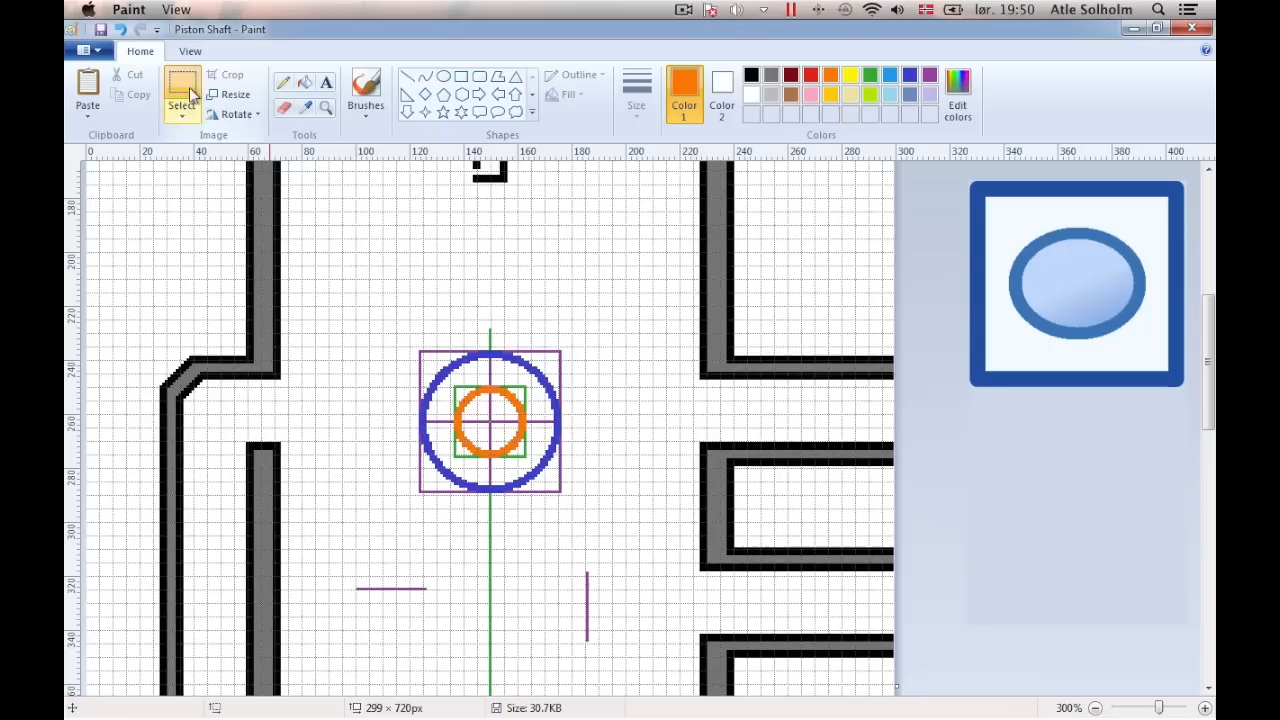 Paint View lør. 19:50 Atle Solholm
Piston Shaft - Paint
Home View
Paste Cut Copy Select Crop Resize Rotate A Brushes Outline Fill Size Color 1 Color 2 Edit colors
Clipboard Image Tools Shapes Colors
0 20 40 60 80 100 120 140 160 180 200 220 240 260 280 300 320 340 360 380 400
180
200
220
240
260
280
300
320
340
299 × 720px Size: 30.7KB 300%